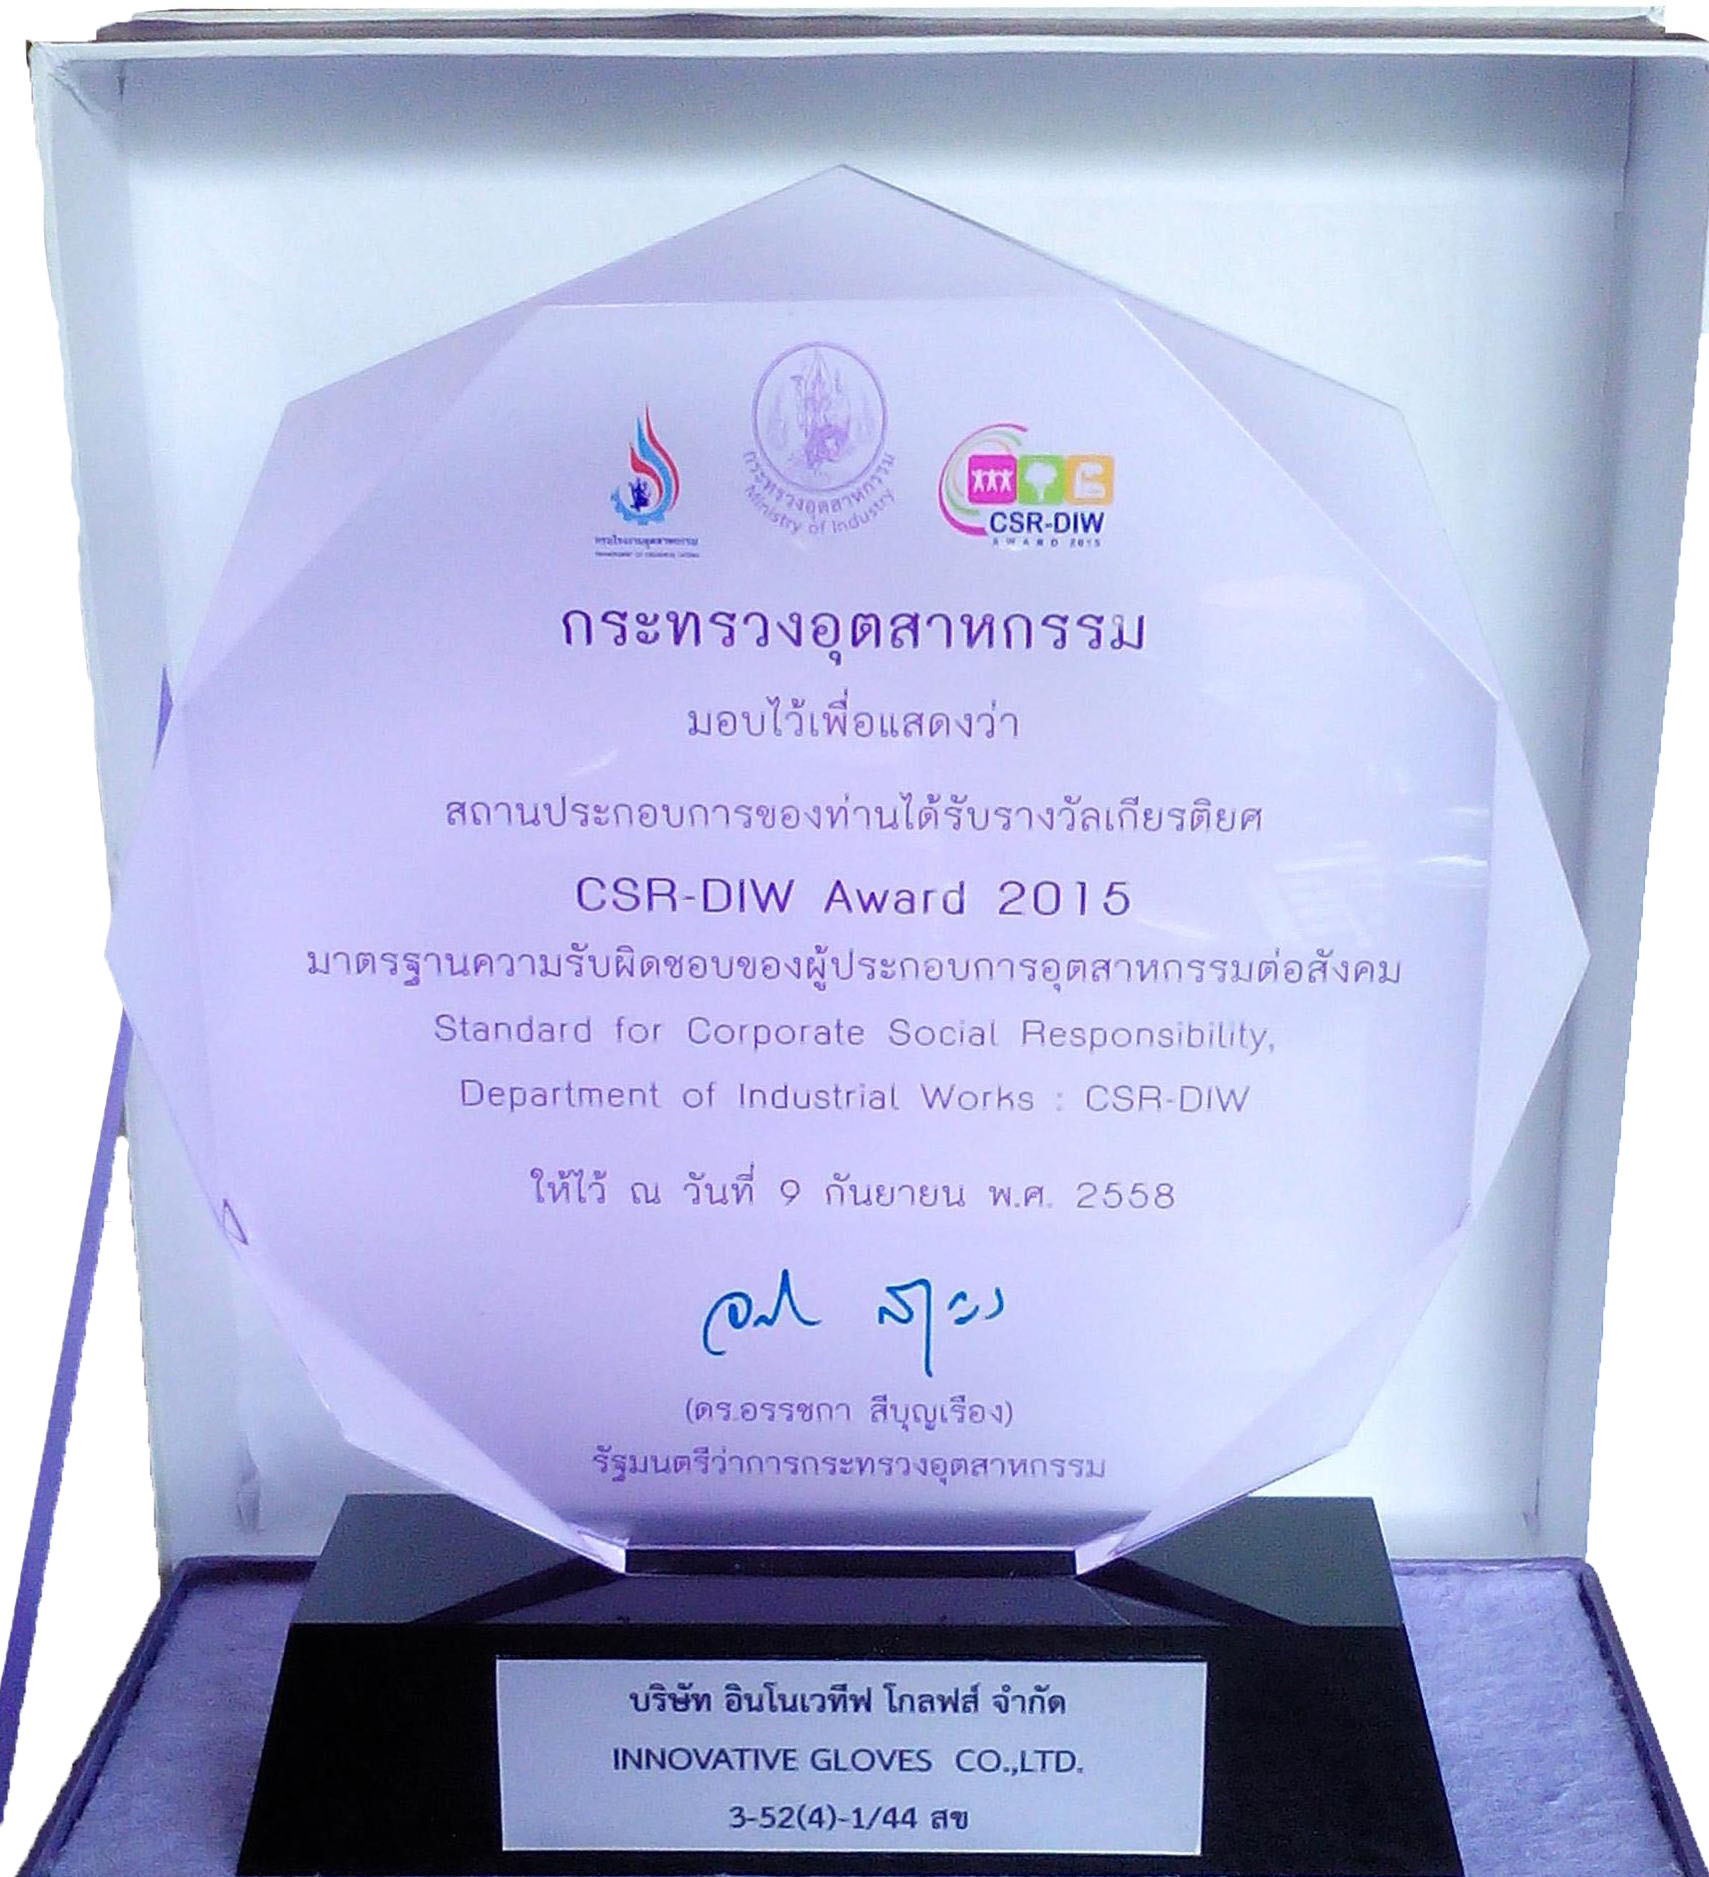 กระทรวงอุตสาหกรรม
Ministry of Industry
กรมโรงงานอุตสาหกรรม
CSR-DIW
AWARD 2015
กระทรวงอุตสาหกรรม
มอบไว้เพื่อแสดงว่า
สถานประกอบการของท่านได้รับรางวัลเกียรติยศ
CSR-DIW Award 2015
มาตรฐานความรับผิดชอบของผู้ประกอบการอุตสาหกรรมต่อสังคม
Standard for Corporate Social Responsibility,
Department of Industrial Works : CSR-DIW
ให้ไว้ ณ วันที่ 9 กันยายน พ.ศ. 2558
(ดร.อรรชกา สีบุญเรือง)
รัฐมนตรีว่าการกระทรวงอุตสาหกรรม
บริษัท อินโนเวทีฟ โกลฟส์ จำกัด
INNOVATIVE GLOVES CO.,LTD.
3-52(4)-1/44 สข